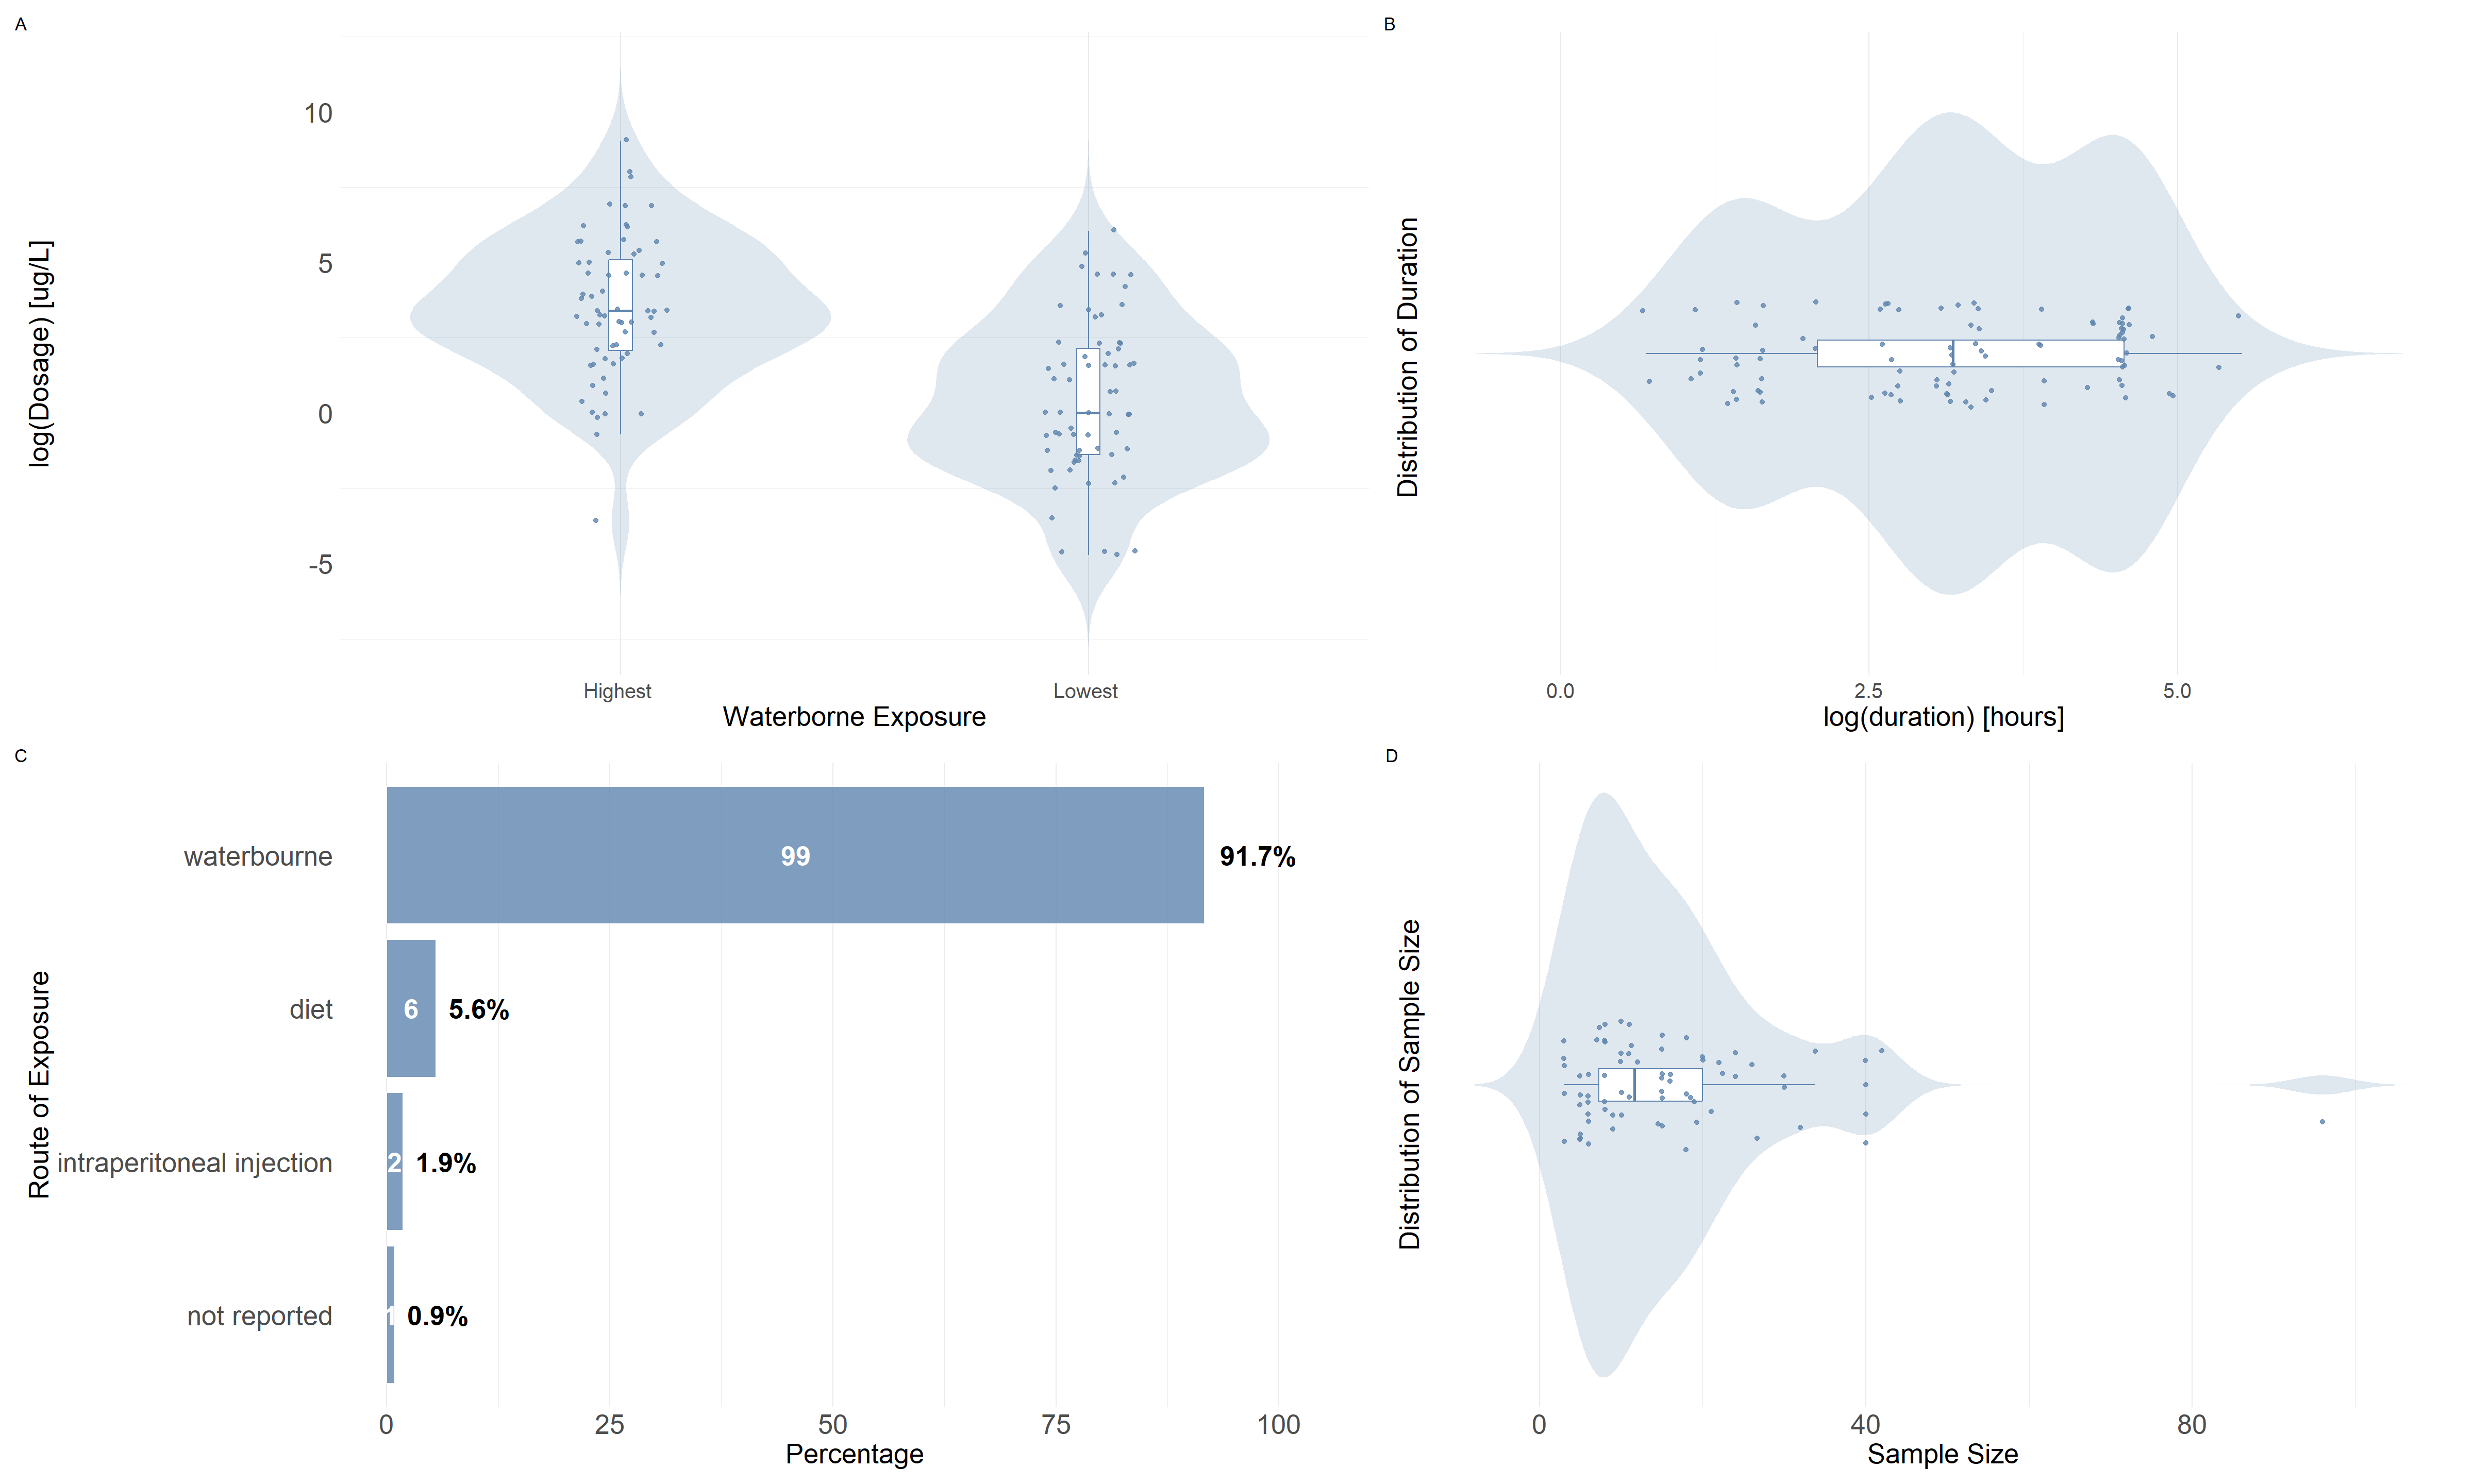 A
log(Dosage) [ug/L]
10
5
0
-5
Highest
Lowest
Waterborne Exposure
B
Distribution of Duration
0.0
2.5
5.0
log(duration) [hours]
C
Route of Exposure
waterbourne
99
91.7%
diet
6
5.6%
intraperitoneal injection
2
1.9%
not reported
1
0.9%
0
25
50
75
100
Percentage
D
Distribution of Sample Size
0
40
80
Sample Size